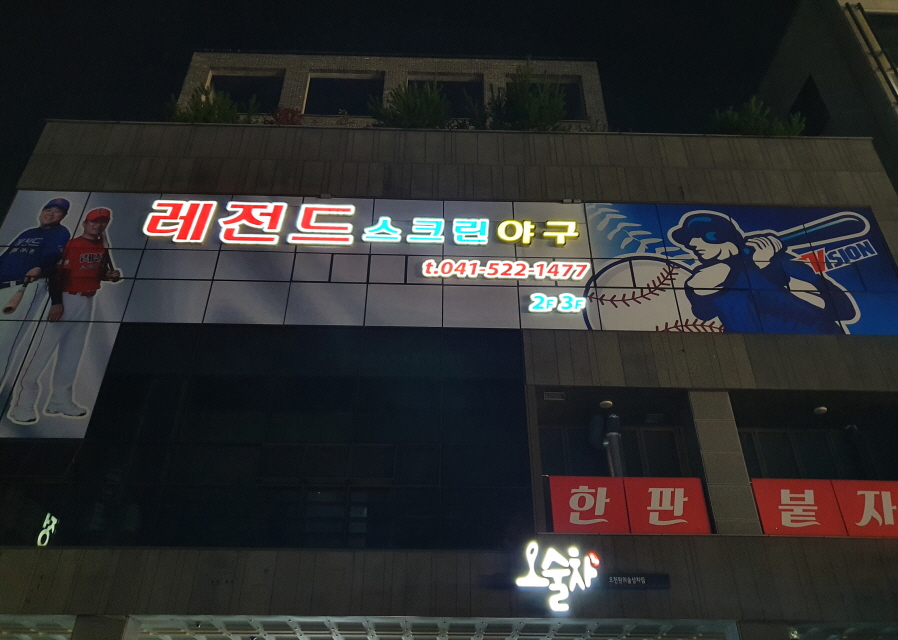 레전드 스크린 야구
t.041-522-1477
2F 3F
VISION
한판 붙자
오술차